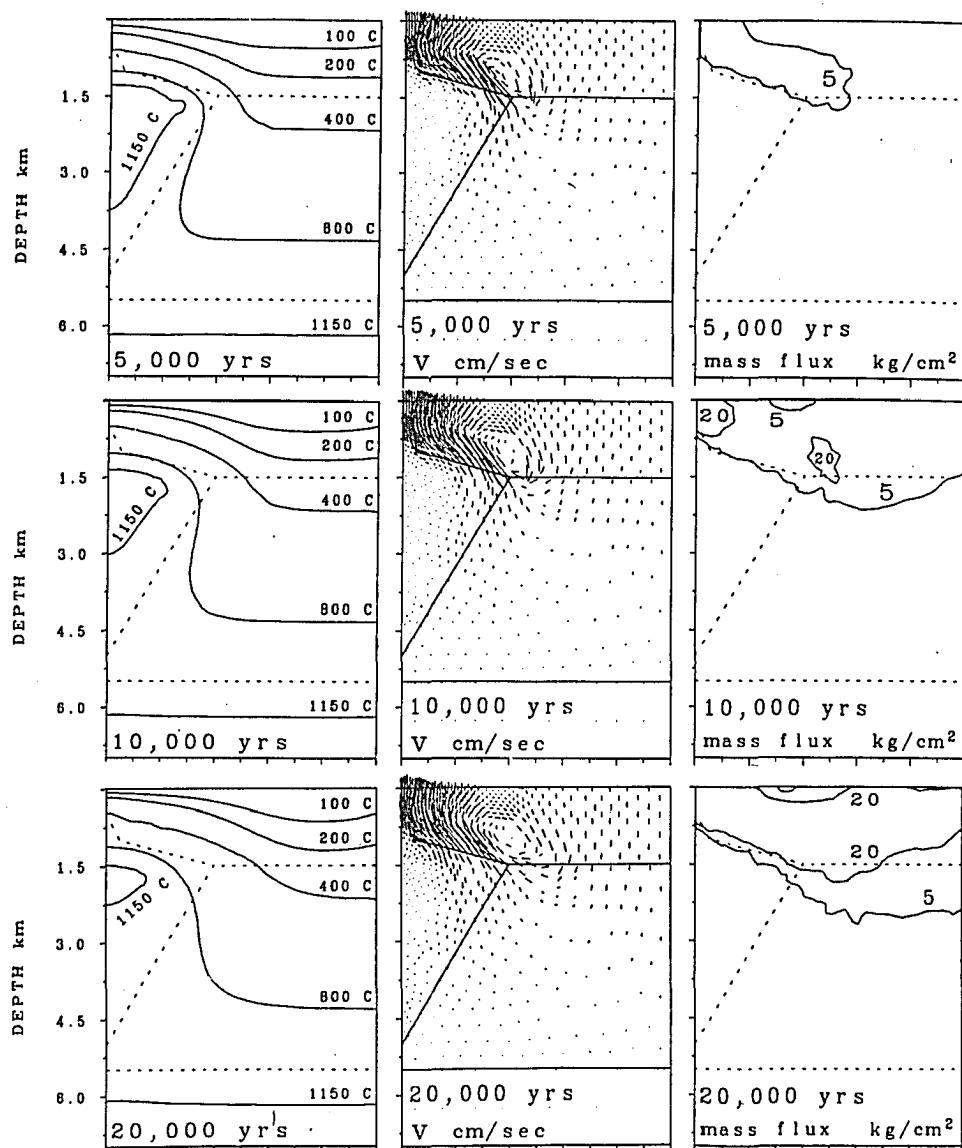 100 C
200 C
400 C
800 C
1150 C
1150 C
DEPTH km
1.5
3.0
4.5
6.0
5,000 yrs
5,000 yrs
V cm/sec
5
5,000 yrs
mass flux kg/cm²
100 C
200 C
400 C
800 C
1150 C
1150 C
DEPTH km
1.5
3.0
4.5
6.0
10,000 yrs
10,000 yrs
V cm/sec
20
5
20
5
10,000 yrs
mass flux kg/cm²
100 C
200 C
400 C
800 C
1150 C
1150 C
DEPTH km
1.5
3.0
4.5
6.0
20,000 yrs
20,000 yrs
V cm/sec
20
20
5
20,000 yrs
mass flux kg/cm²